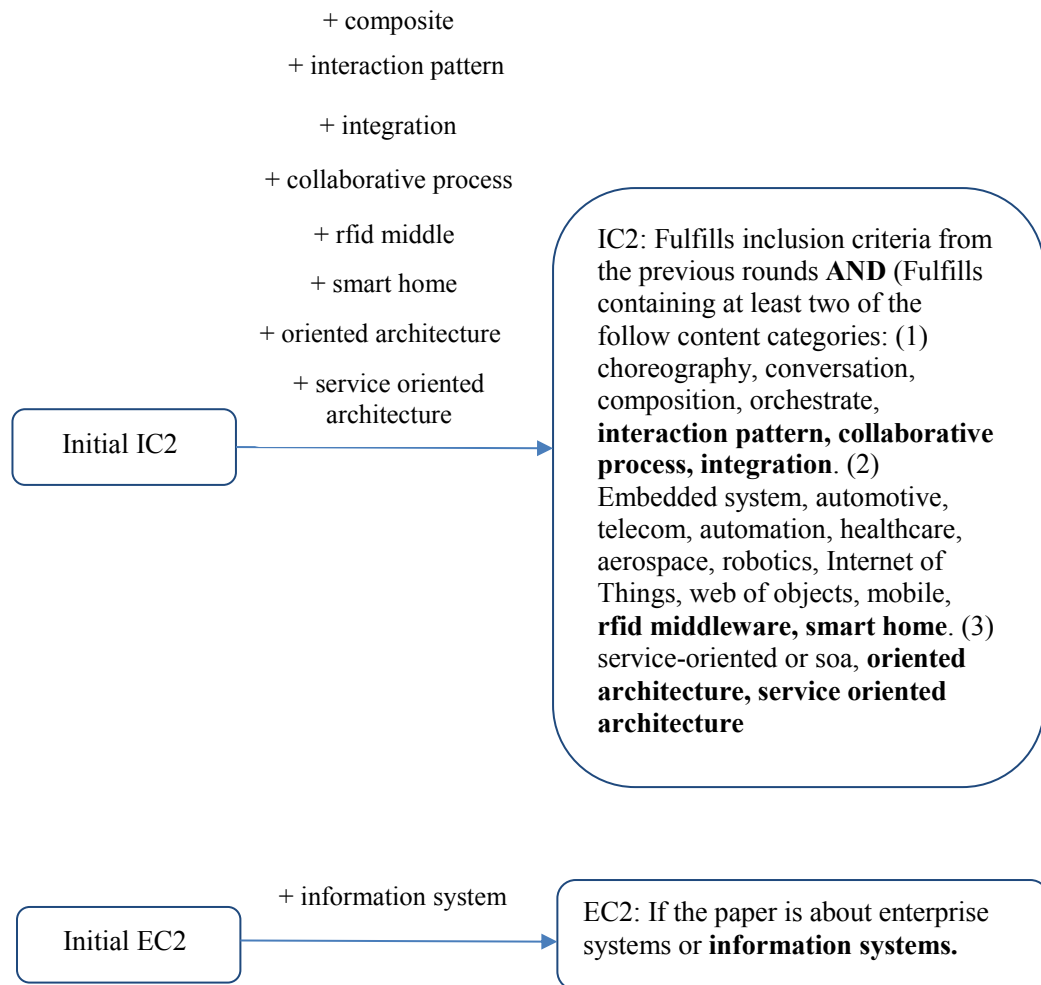 + composite
+ interaction pattern
+ integration
+ collaborative process
+ rfid middle
+ smart home
+ oriented architecture
+ service oriented
architecture
Initial IC2
IC2: Fulfills inclusion criteria from
the previous rounds AND (Fulfills
containing at least two of the
follow content categories: (1)
choreography, conversation,
composition, orchestrate,
interaction pattern, collaborative
process, integration. (2)
Embedded system, automotive,
telecom, automation, healthcare,
aerospace, robotics, Internet of
Things, web of objects, mobile,
rfid middleware, smart home. (3)
service-oriented or soa, oriented
architecture, service oriented
architecture
+ information system
Initial EC2
EC2: If the paper is about enterprise
systems or information systems.